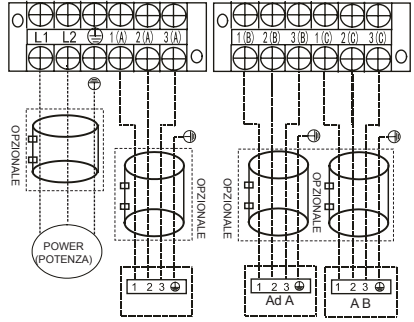 L1 L2 1(A) 2(A) 3(A)
1(B) 2(B) 3(B) 1(C) 2(C) 3(C)
OPZIONALE
OPZIONALE
OPZIONALE
OPZIONALE
POWER
(POTENZA)
1 2 3
1 2 3
1 2 3
Ad A
A B